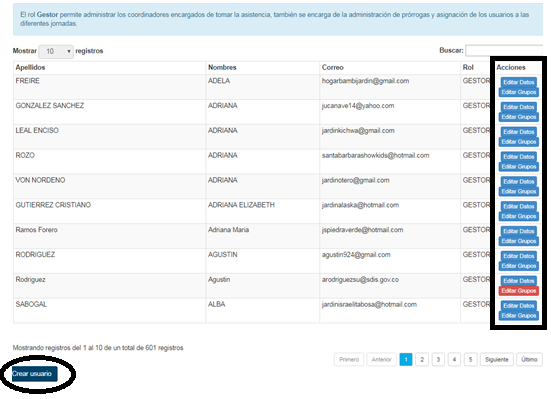 El rol Gestor permite administrar los coordinadores encargados de tomar la asistencia, también se encarga de la administración de prórrogas y asignación de los usuarios a las
diferentes jornadas.
Mostrar 10 registros Buscar:
Apellidos Nombres Correo Rol Acciones
FREIRE ADELA hogarbambijardin@gmail.com GESTOR Editar Datos
Editar Grupos
GONZALEZ SANCHEZ ADRIANA jucanave14@yahoo.com GESTOR Editar Datos
Editar Grupos
LEAL ENCISO ADRIANA jardinkichwa@gmail.com GESTOR Editar Datos
Editar Grupos
ROZO ADRIANA santabarbarashowkids@hotmail.com GESTOR Editar Datos
Editar Grupos
VON NORDENO ADRIANA jardinotero@gmail.com GESTOR Editar Datos
Editar Grupos
GUTIERREZ CRISTIANO ADRIANA ELIZABETH jardinalaska@hotmail.com GESTOR Editar Datos
Editar Grupos
Ramos Forero Adriana Maria jspiedraverde@hotmail.com GESTOR Editar Datos
Editar Grupos
RODRIGUEZ AGUSTIN agustin924@gmail.com GESTOR Editar Datos
Editar Grupos
Rodriguez Agustin arodriguezsu@sdis.gov.co GESTOR Editar Datos
Editar Grupos
SABOGAL ALBA jardinisraelitabosa@hotmail.com GESTOR Editar Datos
Editar Grupos
Mostrando registros del 1 al 10 de un total de 601 registros
Primero Anterior 1 2 3 4 5 Siguiente Último
Crear usuario